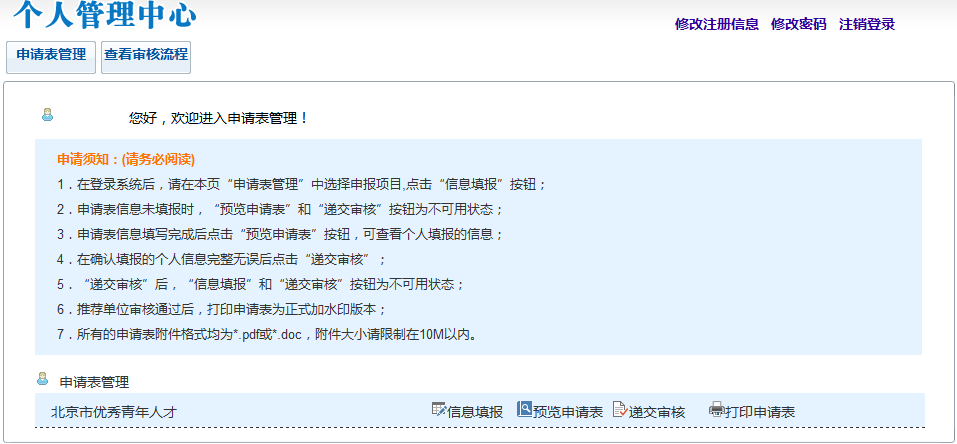 个人管理中心
修改注册信息 修改密码 注销登录
申请表管理 查看审核流程
您好，欢迎进入申请表管理！
申请须知：(请务必阅读)
1．在登录系统后，请在本页“申请表管理”中选择申报项目,点击“信息填报”按钮；
2．申请表信息未填报时，“预览申请表”和“递交审核”按钮为不可用状态；
3．申请表信息填写完成后点击“预览申请表”按钮，可查看个人填报的信息；
4．在确认填报的个人信息完整无误后点击“递交审核”；
5．“递交审核”后，“信息填报”和“递交审核”按钮为不可用状态；
6．推荐单位审核通过后，打印申请表为正式加水印版本；
7．所有的申请表附件格式均为*.pdf或*.doc，附件大小请限制在10M以内。
申请表管理
北京市优秀青年人才 信息填报 预览申请表 递交审核 打印申请表